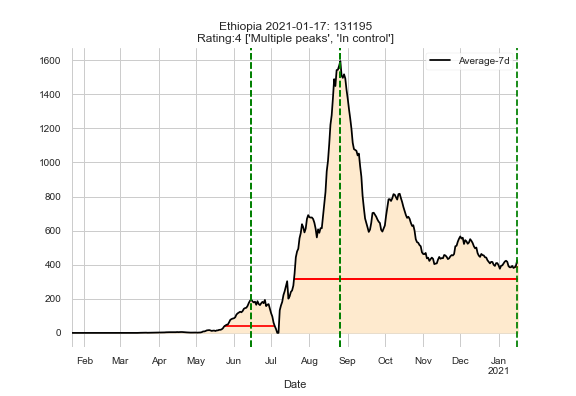 Ethiopia 2021-01-17: 131195
Rating:4 ['Multiple peaks', 'In control']
Average-7d
1600
1400
1200
1000
800
600
400
200
0
Feb Mar Apr May Jun Jul Aug Sep Oct Nov Dec Jan
2021
Date